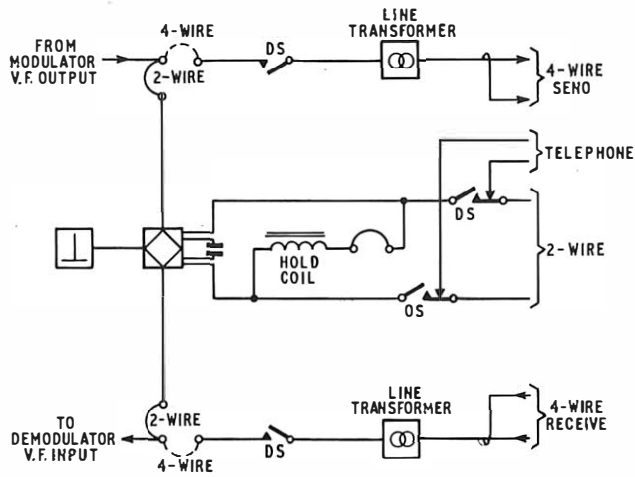 LINE
TRANSFORMER
4-WIRE
FROM
MODULATOR
V.F. OUTPUT
DS
2-WIRE
4-WIRE
SEND
TELEPHONE
DS
2-WIRE
HOLD
COIL
OS
LINE
TRANSFORMER
2-WIRE
4-WIRE
RECEIVE
TO
DEMODULATOR
V.F. INPUT
DS
4-WIRE